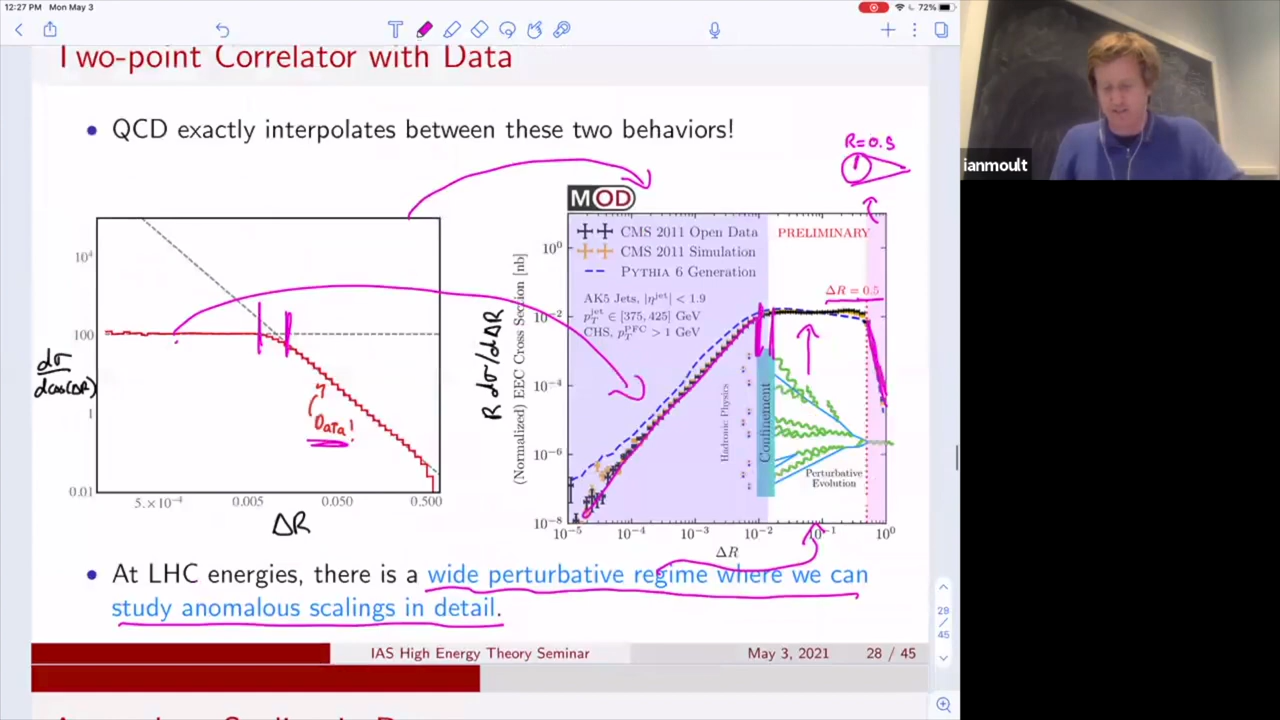 12:27 PM Mon May 3
72%
Two-point Correlator with Data
ianmoult
QCD exactly interpolates between these two behaviors!
R=0.5
MOD
10⁴
100
1
0.01
5.×10⁻⁴
0.005
0.050
0.500
dσ
dcos(ΔR)
Data!
ΔR
R dσ/dΔR
(Normalized) EEC Cross Section [nb]
CMS 2011 Open Data
CMS 2011 Simulation
PYTHIA 6 Generation
PRELIMINARY
AK5 Jets, |η^jet| < 1.9
p_T^jet ∈ [375, 425] GeV
CHS, p_T^PFC > 1 GeV
ΔR = 0.5
Hadronic Physics
Confinement
Perturbative
Evolution
10⁰
10⁻²
10⁻⁴
10⁻⁶
10⁻⁸
10⁻⁵
10⁻⁴
10⁻³
10⁻²
10⁻¹
10⁰
ΔR
At LHC energies, there is a wide perturbative regime where we can
study anomalous scalings in detail.
29
/
45
IAS High Energy Theory Seminar
May 3, 2021
28 / 45